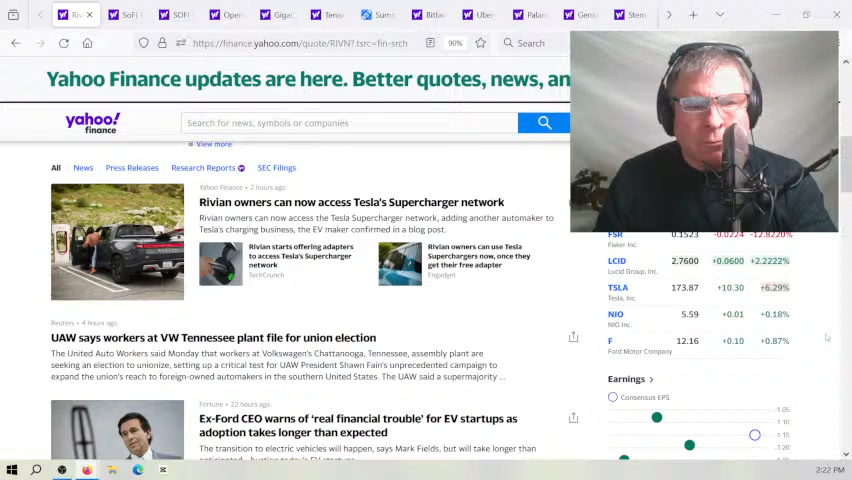 Rivi
SoFi T
SOFI
Open
GigaC
Tenar
Summ
Bitfar
Uber
Palan
Geniu
Stem
https://finance.yahoo.com/quote/RIVN?.tsrc=fin-srch
90%
Search
Yahoo Finance updates are here. Better quotes, news, an
yahoo!
finance
Search for news, symbols or companies
View more
All News Press Releases Research Reports SEC Filings
Yahoo Finance • 2 hours ago
Rivian owners can now access Tesla's Supercharger network
Rivian owners can now access the Tesla Supercharger network, adding another automaker to
Tesla's charging business, the EV maker confirmed in a blog post.
Rivian starts offering adapters
to access Tesla's Supercharger
network
TechCrunch
Rivian owners can use Tesla
Superchargers now, once they
get their free adapter
Engadget
Reuters • 4 hours ago
UAW says workers at VW Tennessee plant file for union election
The United Auto Workers said Monday that workers at Volkswagen's Chattanooga, Tennessee, assembly plant are
seeking an election to unionize, setting up a critical test for UAW President Shawn Fain's unprecedented campaign to
expand the union's reach to foreign-owned automakers in the southern United States. The UAW said a supermajority ...
Fortune • 22 hours ago
Ex-Ford CEO warns of 'real financial trouble' for EV startups as
adoption takes longer than expected
The transition to electric vehicles will happen, says Mark Fields, but will take longer than
FSR 0.1523 -0.0224 -12.8220%
Fisker Inc.
LCID 2.7600 +0.0600 +2.2222%
Lucid Group, Inc.
TSLA 173.87 +10.30 +6.29%
Tesla, Inc.
NIO 5.59 +0.01 +0.18%
NIO Inc.
F 12.16 +0.10 +0.87%
Ford Motor Company
Earnings
Consensus EPS
-1.05
-1.10
-1.15
-1.20
2:22 PM